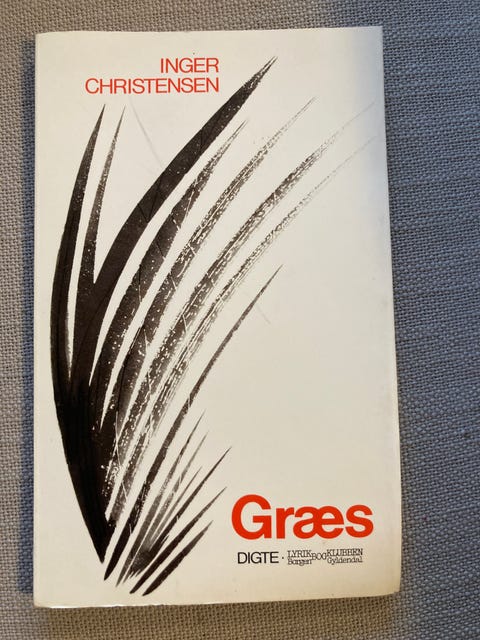 INGER
CHRISTENSEN
Græs
DIGTE · LYRIK BOG KLUBBEN
Borgen Gyldendal